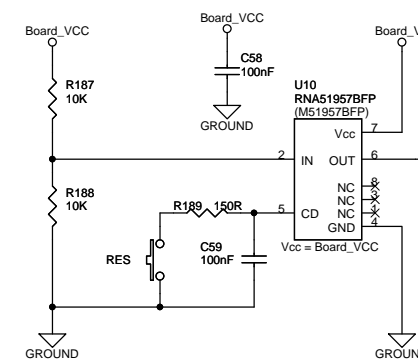 Board_VCC
Board_VCC
Board_V
R187
10K
C58
100nF
GROUND
U10
RNA51957BFP
(M51957BFP)
Vcc
7
2
IN
OUT
6
R188
10K
R189
150R
5
CD
NC
8
NC
3
NC
1
GND
4
Vcc = Board_VCC
C59
100nF
RES
GROUND
GROUN